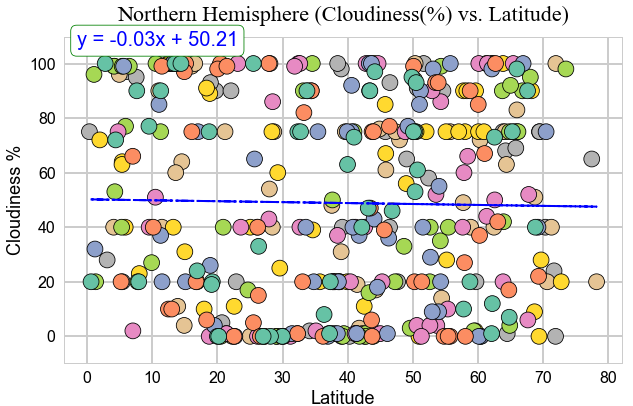 Northern Hemisphere (Cloudiness(%) vs. Latitude)
y = -0.03x + 50.21
100
80
60
40
20
0
Cloudiness %
0 10 20 30 40 50 60 70 80
Latitude